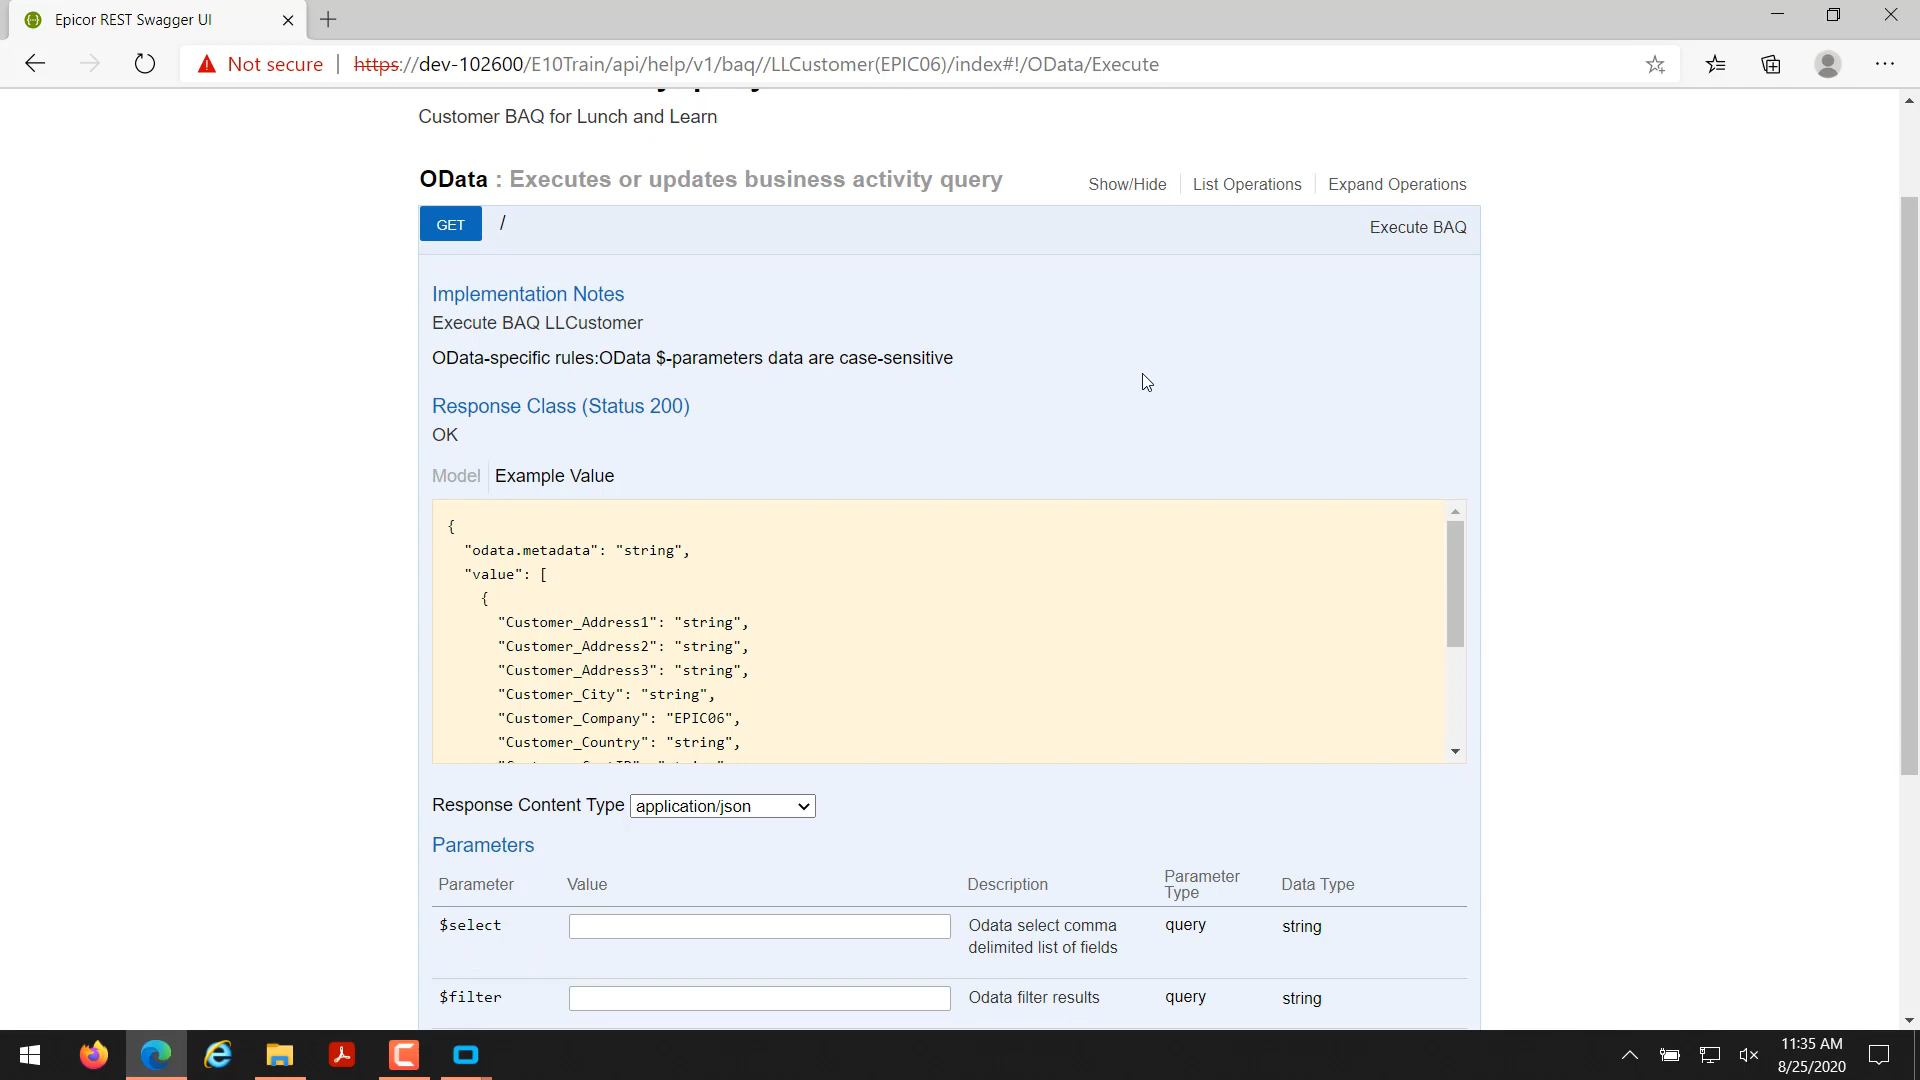 Epicor REST Swagger UI
Not secure | https://dev-102600/E10Train/api/help/v1/baq//LLCustomer(EPIC06)/index#!/OData/Execute
Customer BAQ for Lunch and Learn
OData : Executes or updates business activity query
Show/Hide
List Operations
Expand Operations
GET /
Execute BAQ
Implementation Notes
Execute BAQ LLCustomer
OData-specific rules:OData $-parameters data are case-sensitive
Response Class (Status 200)
OK
Model Example Value
{
"odata.metadata": "string",
"value": [
{
"Customer_Address1": "string",
"Customer_Address2": "string",
"Customer_Address3": "string",
"Customer_City": "string",
"Customer_Company": "EPIC06",
"Customer_Country": "string",
Response Content Type application/json
Parameters
Parameter Value Description Parameter Type Data Type
$select Odata select comma delimited list of fields query string
$filter Odata filter results query string
11:35 AM
8/25/2020